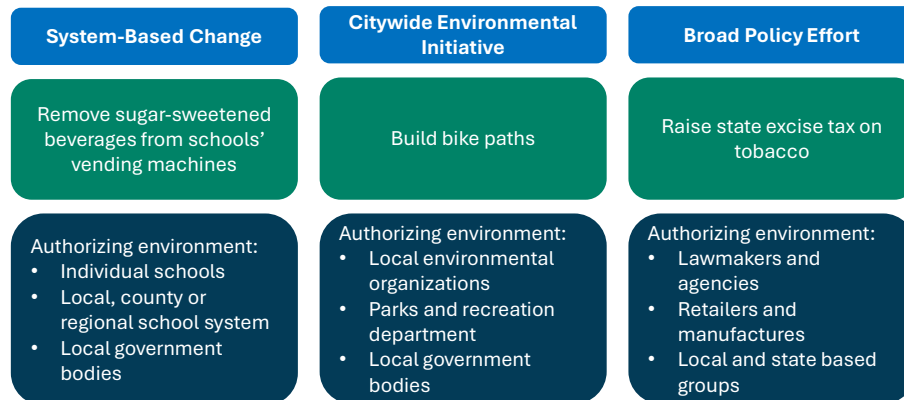 System-Based Change
Citywide Environmental
Initiative
Broad Policy Effort
Remove sugar-sweetened
beverages from schools’
vending machines
Build bike paths
Raise state excise tax on
tobacco
Authorizing environment:
• Individual schools
• Local, county or
regional school system
• Local government
bodies
Authorizing environment:
• Local environmental
organizations
• Parks and recreation
department
• Local government
bodies
Authorizing environment:
• Lawmakers and
agencies
• Retailers and
manufactures
• Local and state based
groups